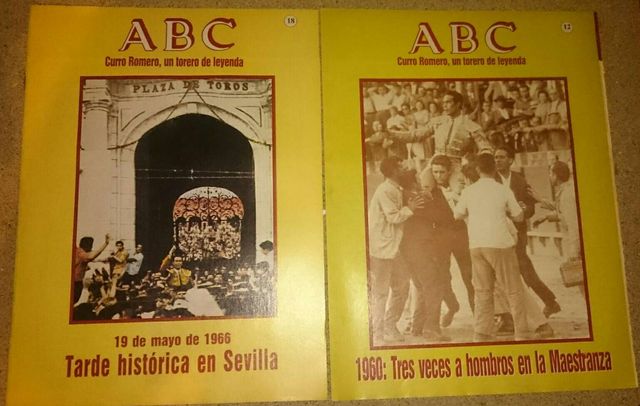 ABC
18
Curro Romero, un torero de leyenda
PLAZA DE TOROS
19 de mayo de 1966
Tarde histórica en Sevilla
ABC
12
Curro Romero, un torero de leyenda
1960: Tres veces a hombros en la Maestranza